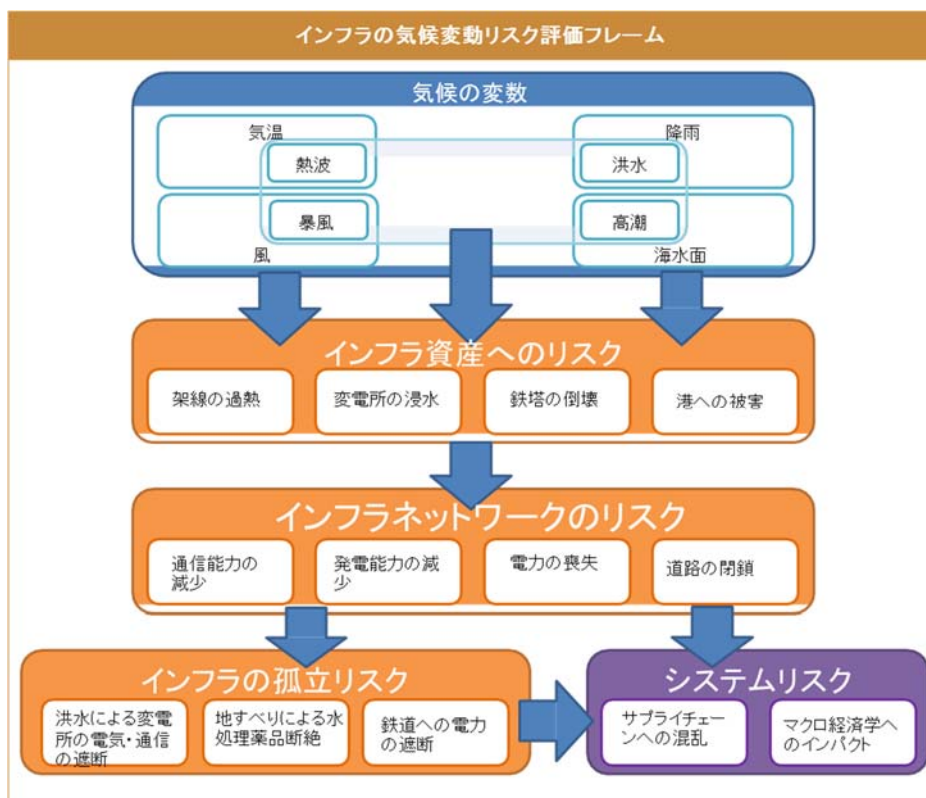 インフラの気候変動リスク評価フレーム
気候の変数
気温
降雨
熱波
洪水
暴風
高潮
風
海水面
インフラ資産へのリスク
架線の過熱
変電所の浸水
鉄塔の倒壊
港への被害
インフラネットワークのリスク
通信能力の
減少
発電能力の減
少
電力の喪失
道路の閉鎖
インフラの孤立リスク
洪水による変電
所の電気・通信
の遮断
地すべりによる水
処理薬品断絶
鉄道への電力
の遮断
システムリスク
サプライチェー
ンへの混乱
マクロ経済学へ
のインパクト